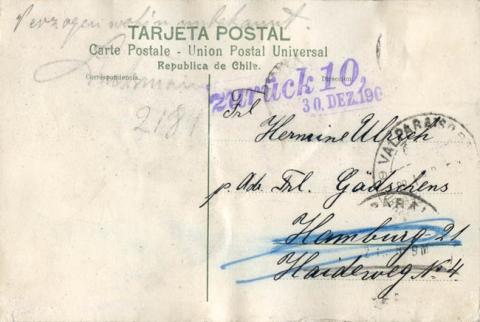 Verzogen wohin unbekannt.
TARJETA POSTAL
Carte Postale - Union Postal Universal
Republica de Chile.
Correspondencia.
Direccion
zurück 10,
30. DEZ. 190
2181
Frl
Hermine Ulrich
VALPARAISO
p. Adr. Frl. Gadschens
Hamburg 21
Haideweg No 4